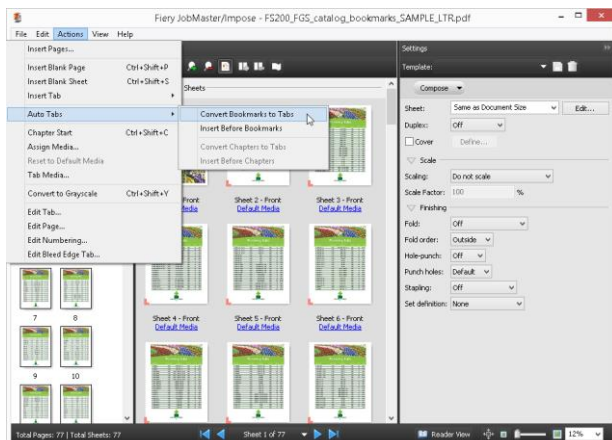 Fiery JobMaster/Impose - FS200_FGS_catalog_bookmarks_SAMPLE_LTR.pdf
File Edit Actions View Help
Insert Pages...
Insert Blank Page Ctrl+Shift+P
Insert Blank Sheet Ctrl+Shift+S
Insert Tab
Auto Tabs
Chapter Start Ctrl+Shift+C
Assign Media...
Reset to Default Media
Tab Media...
Convert to Grayscale Ctrl+Shift+Y
Edit Tab...
Edit Page...
Edit Numbering...
Edit Bleed Edge Tab...
Convert Bookmarks to Tabs
Insert Before Bookmarks
Convert Chapters to Tabs
Insert Before Chapters
Sheets
Front Sheet 2 - Front Sheet 3 - Front
Media Default Media Default Media
Sheet 4 - Front Sheet 5 - Front Sheet 6 - Front
Default Media Default Media Default Media
7 8
9 10
Settings
Template:
Compose
Sheet: Same as Document Size Edit...
Duplex: Off
Cover Define...
Scale
Scaling: Do not scale
Scale Factor: 100 %
Finishing
Fold: Off
Fold order: Outside
Hole-punch: Off
Punch holes: Default
Stapling: Off
Set definition: None
Total Pages: 77 | Total Sheets: 77 Sheet 1 of 77 Reader View 12%